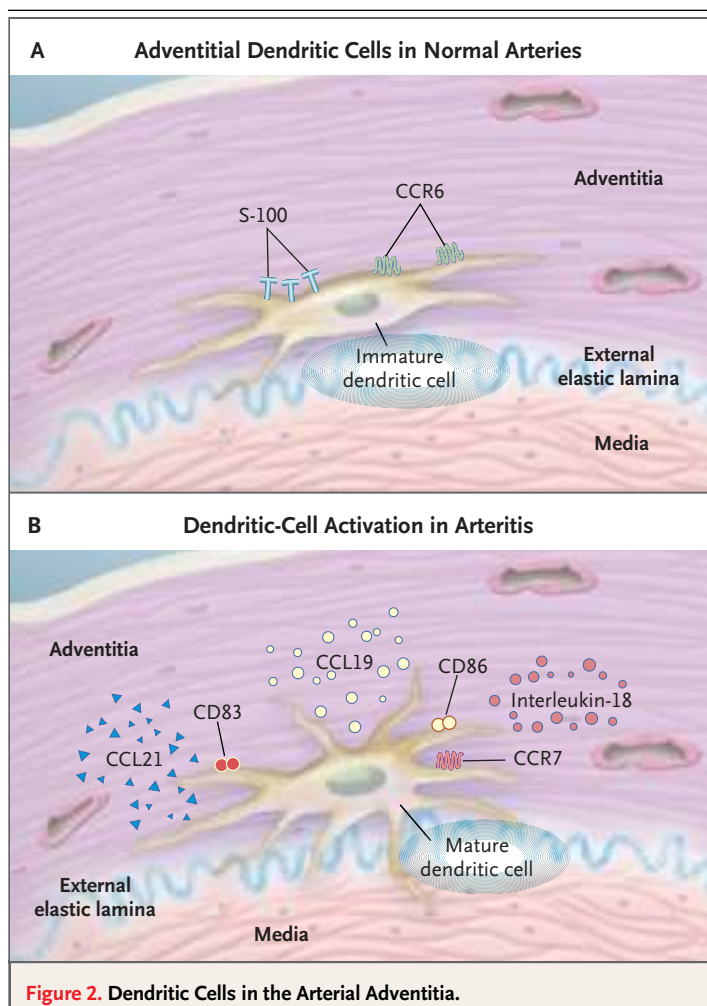 A Adventitial Dendritic Cells in Normal Arteries
CCR6
S-100
Adventitia
Immature
dendritic cell
External
elastic lamina
Media
B Dendritic-Cell Activation in Arteritis
Adventitia
CCL19
CD86
Interleukin-18
CD83
CCL21
CCR7
Mature
dendritic cell
External
elastic lamina
Media
Figure 2. Dendritic Cells in the Arterial Adventitia.